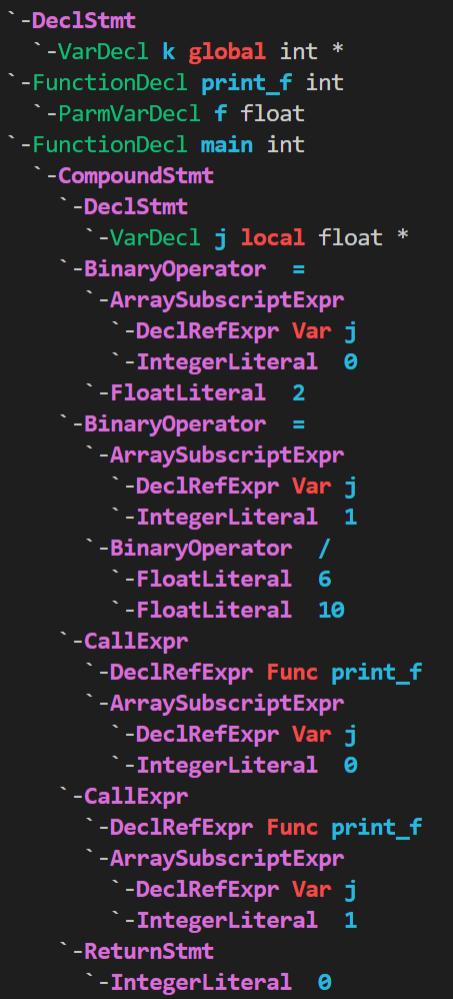 `-DeclStmt
  `-VarDecl k global int *
`-FunctionDecl print_f int
  `-ParmVarDecl f float
`-FunctionDecl main int
  `-CompoundStmt
    `-DeclStmt
      `-VarDecl j local float *
    `-BinaryOperator  =
      `-ArraySubscriptExpr
        `-DeclRefExpr Var j
        `-IntegerLiteral  0
      `-FloatLiteral  2
    `-BinaryOperator  =
      `-ArraySubscriptExpr
        `-DeclRefExpr Var j
        `-IntegerLiteral  1
      `-BinaryOperator  /
        `-FloatLiteral  6
        `-FloatLiteral  10
    `-CallExpr
        `-DeclRefExpr Func print_f
      `-ArraySubscriptExpr
        `-DeclRefExpr Var j
        `-IntegerLiteral  0
    `-CallExpr
        `-DeclRefExpr Func print_f
      `-ArraySubscriptExpr
        `-DeclRefExpr Var j
        `-IntegerLiteral  1
    `-ReturnStmt
      `-IntegerLiteral  0